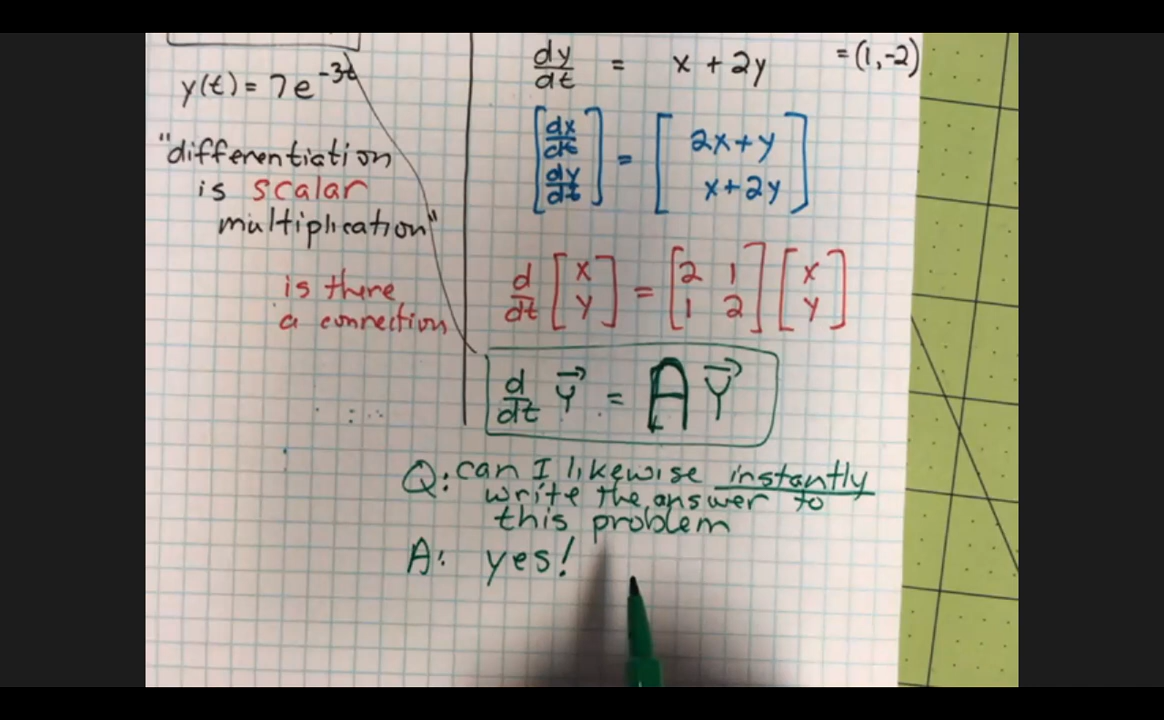 y(t) = 7e^-3t
"differentiation
is scalar
multiplication"
is there
a connection
dy/dt = x + 2y = (1,-2)
[dx/dt dy/dt] = [2x+y x+2y]
d/dt [x y] = [2 1 1 2] [x y]
d/dt Y⃗ = A Y⃗
Q: can I likewise instantly
write the answer to
this problem
A: yes!